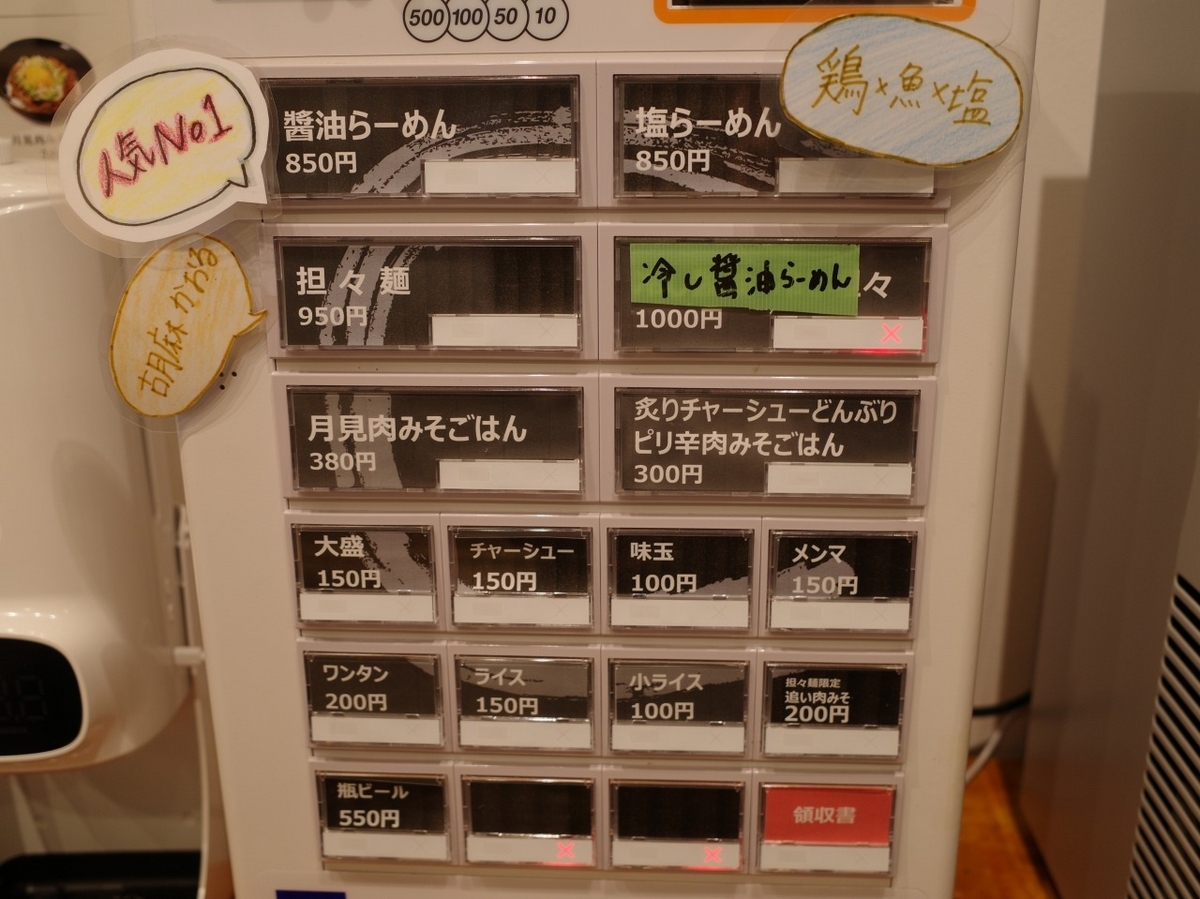 500 100 50 10
人気No1
醬油らーめん
850円
塩らーめん
850円
鶏×魚×塩
胡麻かおる
担々麺
950円
冷し醤油らーめん
々
1000円
月見肉みそごはん
380円
炙りチャーシューどんぶり
ピリ辛肉みそごはん
300円
大盛
150円
チャーシュー
150円
味玉
100円
メンマ
150円
ワンタン
200円
ライス
150円
小ライス
100円
担々麺限定
追い肉みそ
200円
瓶ビール
550円
領収書